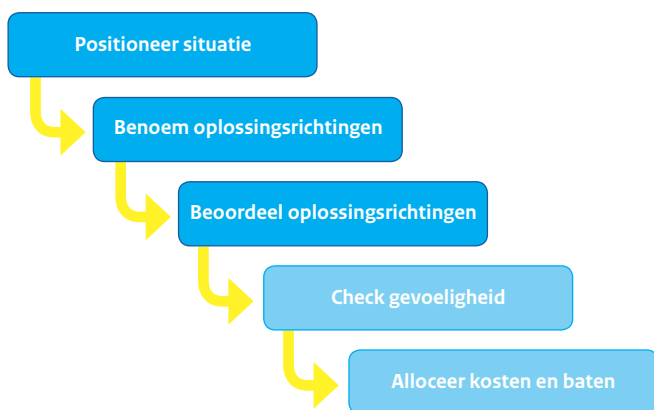 Positioneer situatie
Benoem oplossingsrichtingen
Beoordeel oplossingsrichtingen
Check gevoeligheid
Alloceer kosten en baten